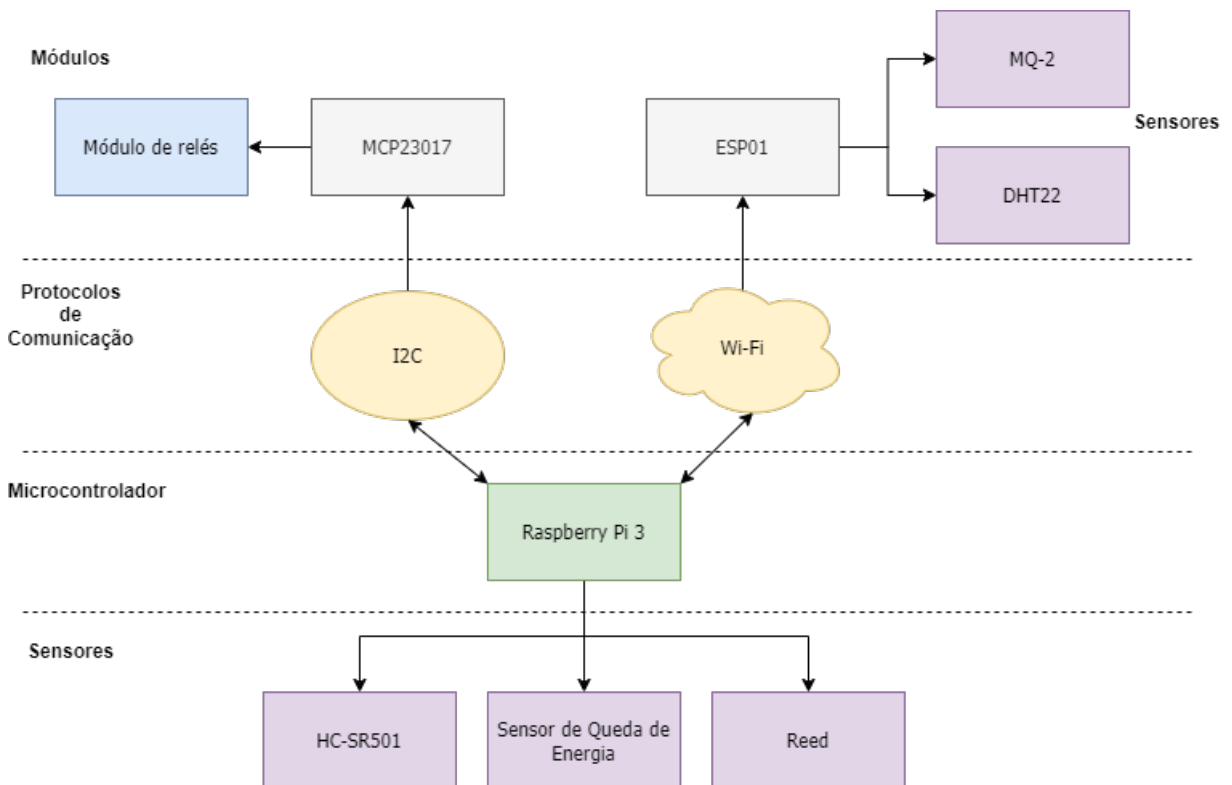 Módulos
MQ-2
Sensores
Módulo de relés
MCP23017
ESP01
DHT22
Protocolos
de
Comunicação
I2C
Wi-Fi
Microcontrolador
Raspberry Pi 3
Sensores
HC-SR501
Sensor de Queda de
Energia
Reed